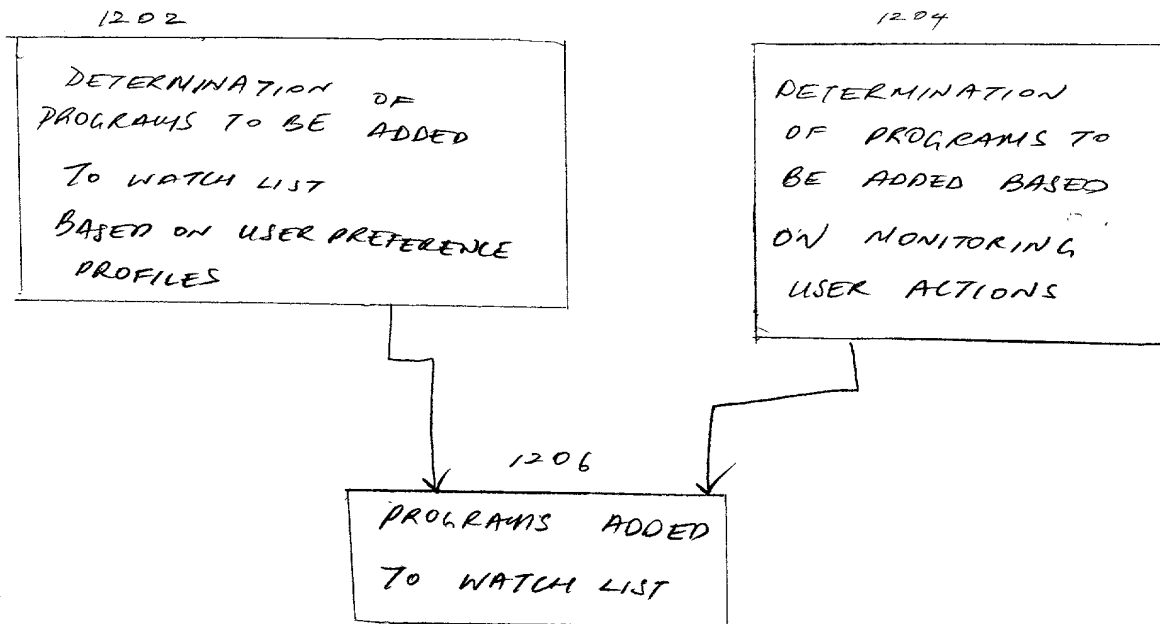 1202
DETERMINATION OF
PROGRAMS TO BE ADDED
TO WATCH LIST
BASED ON USER PREFERENCE
PROFILES
1204
DETERMINATION
OF PROGRAMS TO
BE ADDED BASED
ON MONITORING
USER ACTIONS
1206
PROGRAMS ADDED
TO WATCH LIST